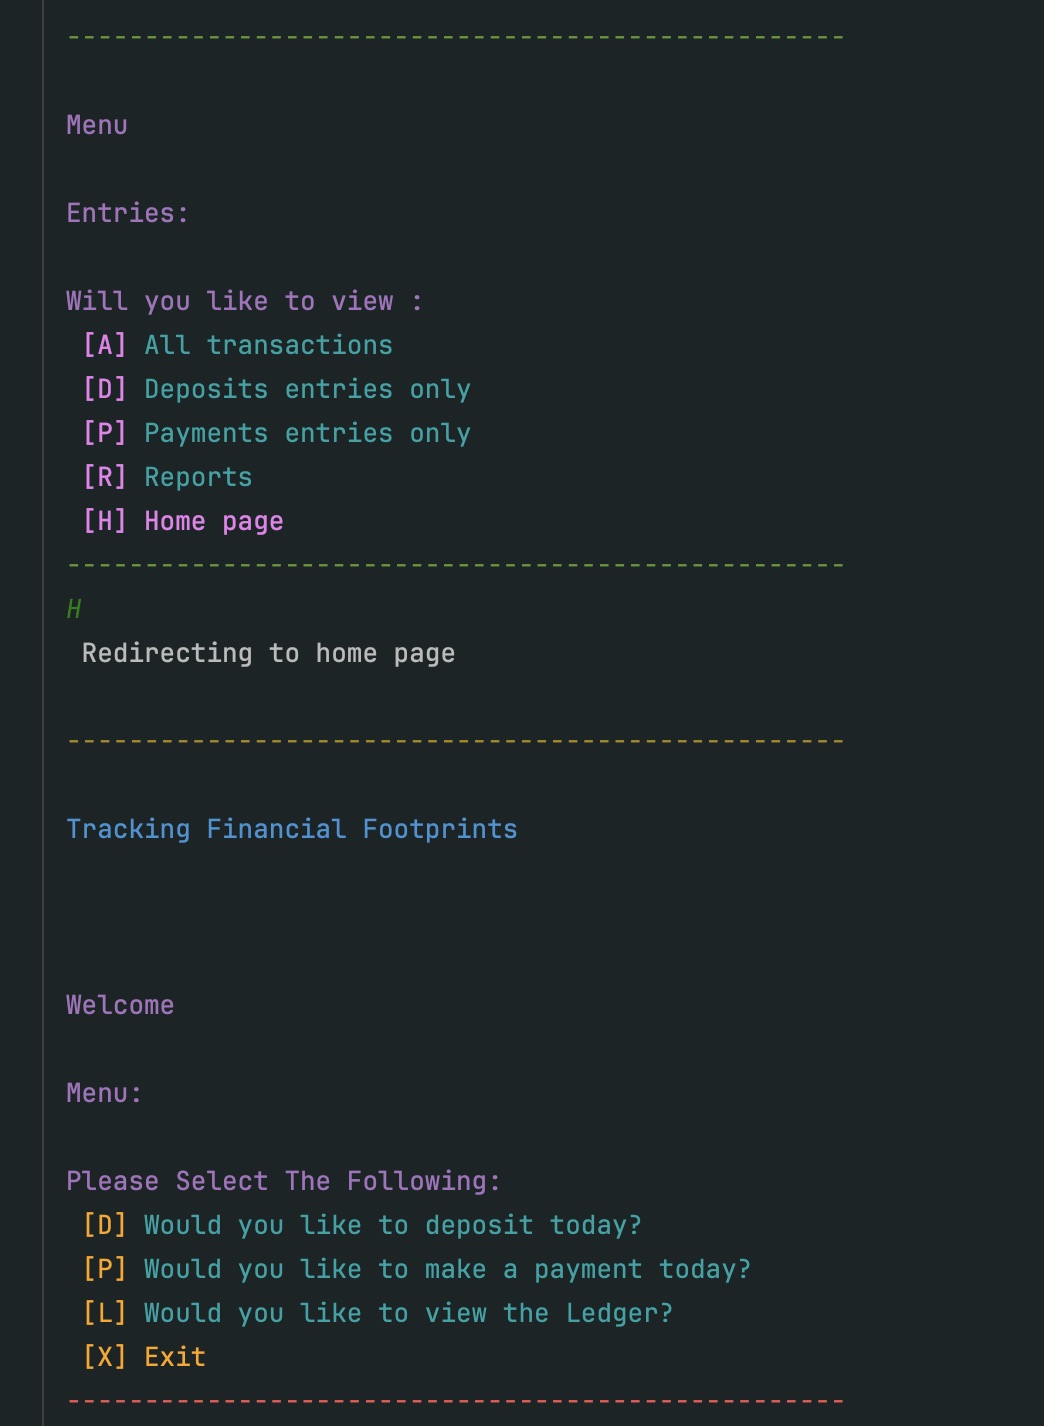 --------------------------------------------------
Menu
Entries:
Will you like to view :
[A] All transactions
[D] Deposits entries only
[P] Payments entries only
[R] Reports
[H] Home page
--------------------------------------------------
H
Redirecting to home page
--------------------------------------------------
Tracking Financial Footprints
Welcome
Menu:
Please Select The Following:
[D] Would you like to deposit today?
[P] Would you like to make a payment today?
[L] Would you like to view the Ledger?
[X] Exit
--------------------------------------------------